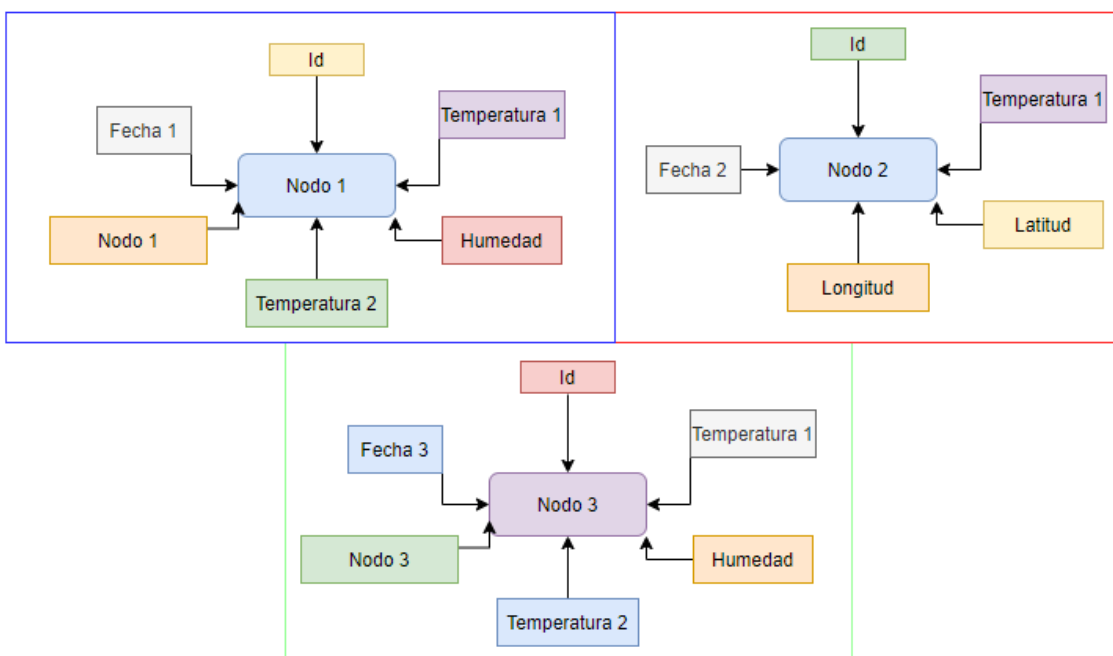 Id
Fecha 1
Temperatura 1
Nodo 1
Nodo 1
Humedad
Temperatura 2
Id
Temperatura 1
Fecha 2
Nodo 2
Latitud
Longitud
Id
Fecha 3
Temperatura 1
Nodo 3
Nodo 3
Humedad
Temperatura 2